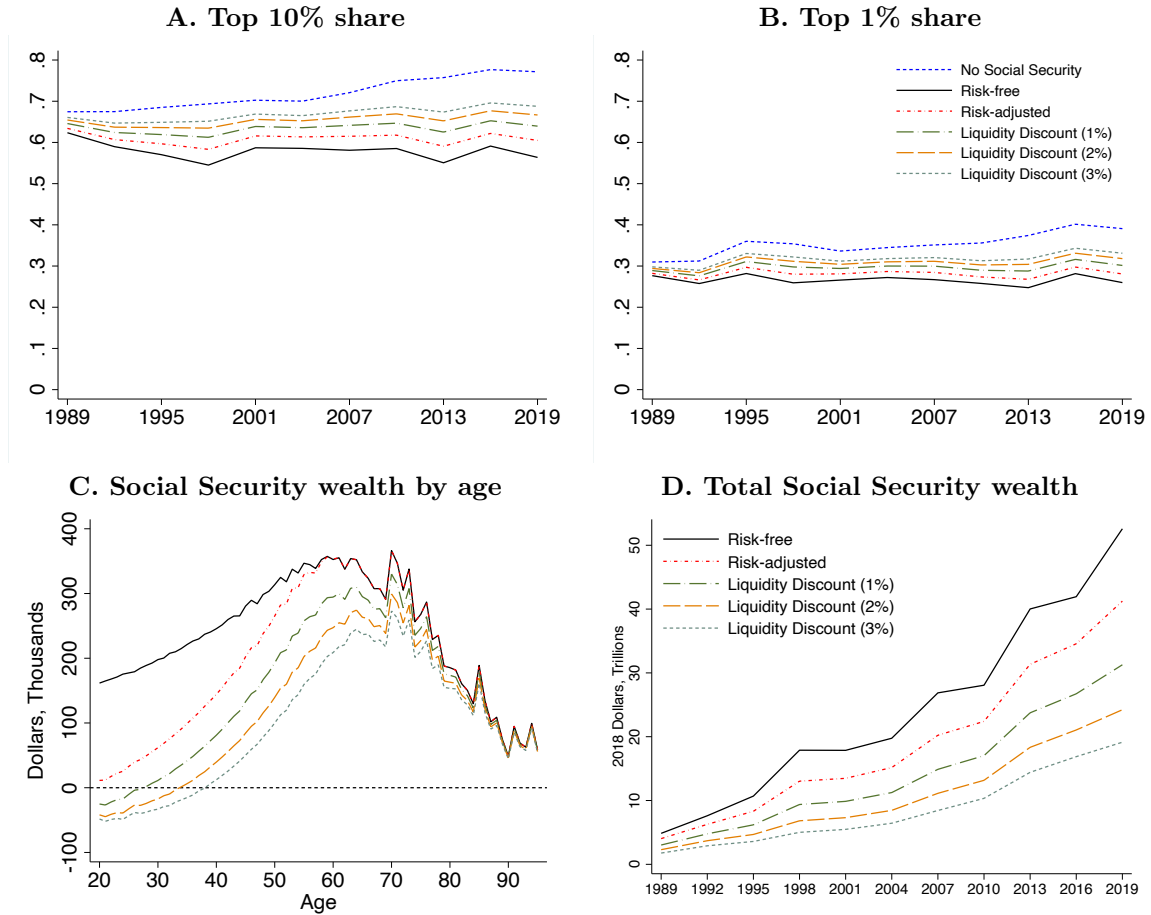 A. Top 10% share
.8
.7
.6
.5
.4
.3
.2
.1
0
1989 1995 2001 2007 2013 2019
B. Top 1% share
.8
.7
.6
.5
.4
.3
.2
.1
0
No Social Security
Risk-free
Risk-adjusted
Liquidity Discount (1%)
Liquidity Discount (2%)
Liquidity Discount (3%)
1989 1995 2001 2007 2013 2019
C. Social Security wealth by age
Dollars, Thousands
400
300
200
100
0
-100
20 30 40 50 60 70 80 90
Age
D. Total Social Security wealth
2018 Dollars, Trillions
50
40
30
20
10
0
Risk-free
Risk-adjusted
Liquidity Discount (1%)
Liquidity Discount (2%)
Liquidity Discount (3%)
1989 1992 1995 1998 2001 2004 2007 2010 2013 2016 2019